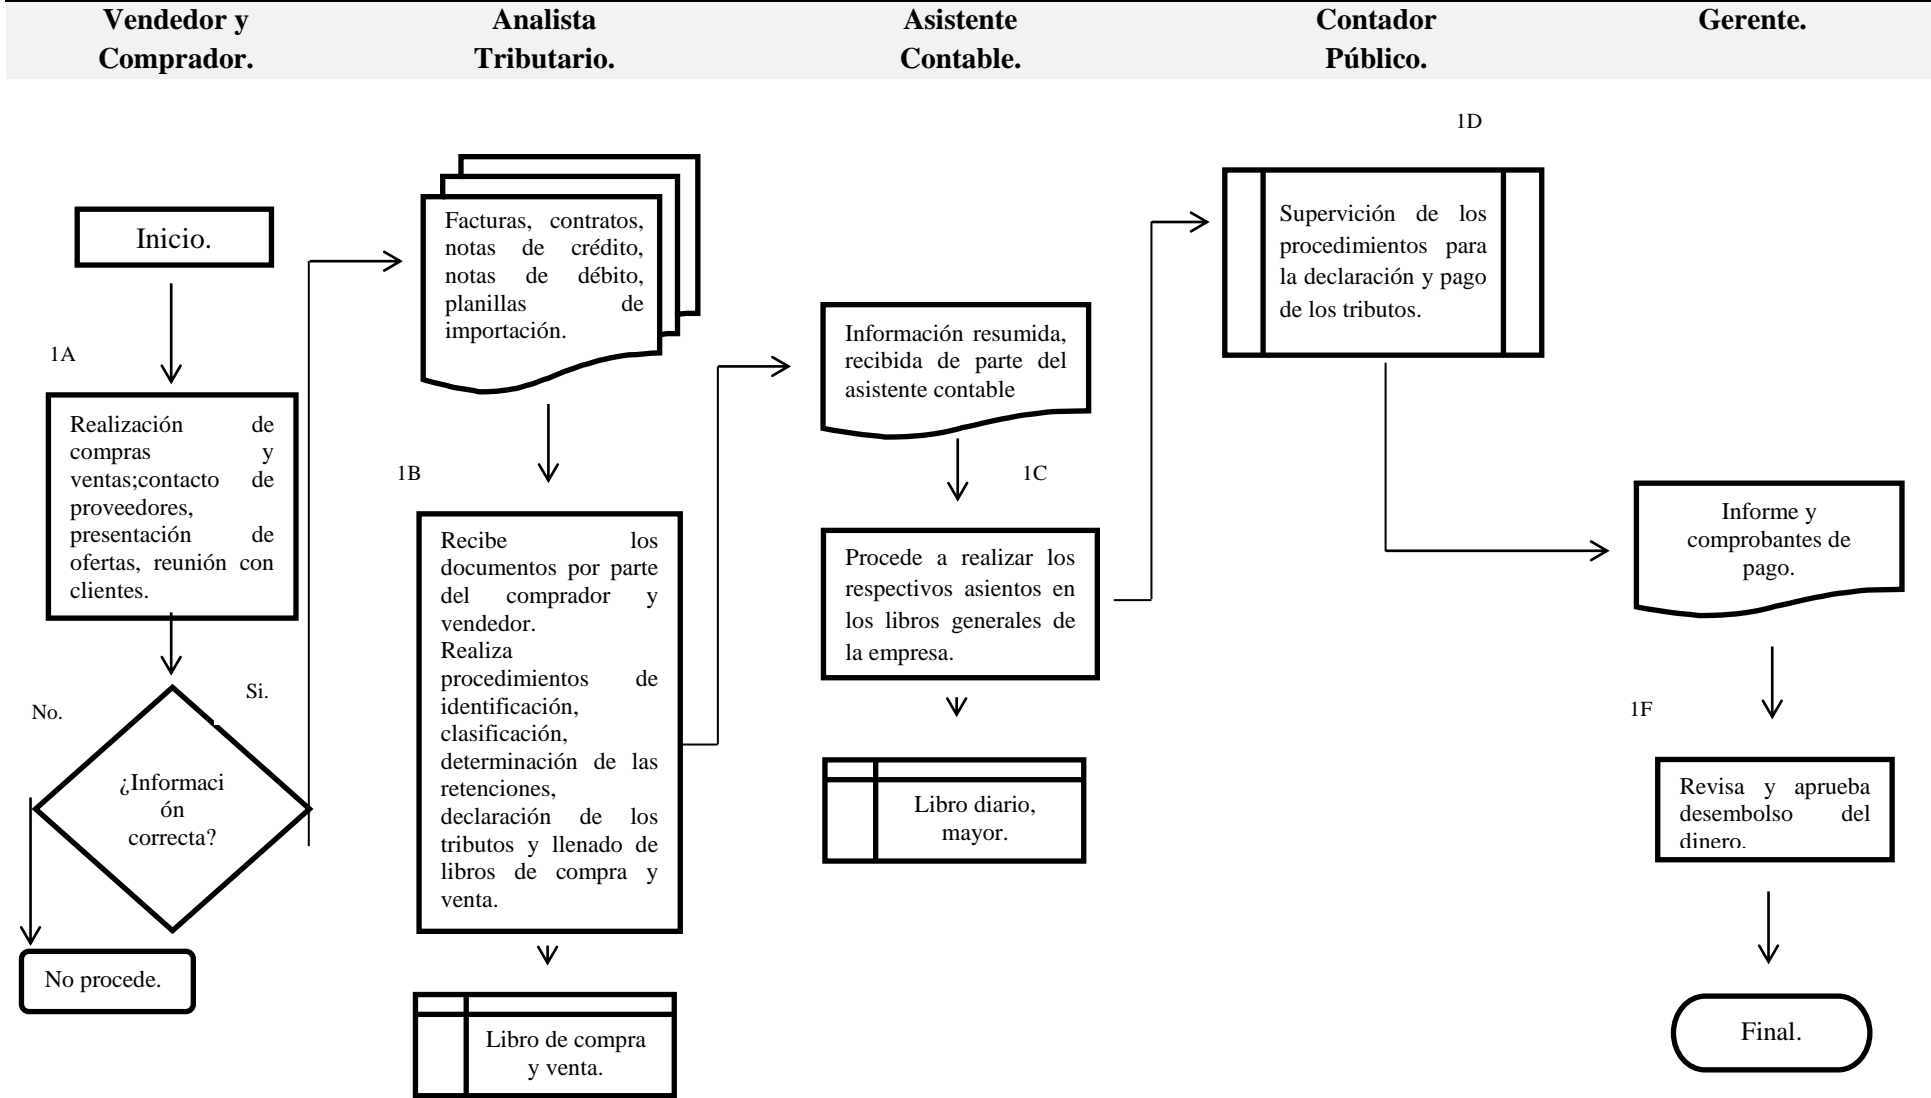 Vendedor y
Comprador.
Analista
Tributario.
Asistente
Contable.
Contador
Público.
Gerente.
Inicio.
1A
Realización de
compras y
ventas;contacto de
proveedores,
presentación de
ofertas, reunión con
clientes.
No.
Si.
¿Informaci
ón
correcta?
No procede.
Facturas, contratos,
notas de crédito,
notas de débito,
planillas de
importación.
1B
Recibe los
documentos por parte
del comprador y
vendedor.
Realiza
procedimientos de
identificación,
clasificación,
determinación de las
retenciones,
declaración de los
tributos y llenado de
libros de compra y
venta.
Libro de compra
y venta.
Información resumida,
recibida de parte del
asistente contable
1C
Procede a realizar los
respectivos asientos en
los libros generales de
la empresa.
Libro diario,
mayor.
1D
Supervición de los
procedimientos para
la declaración y pago
de los tributos.
Informe y
comprobantes de
pago.
1F
Revisa y aprueba
desembolso del
dinero.
Final.